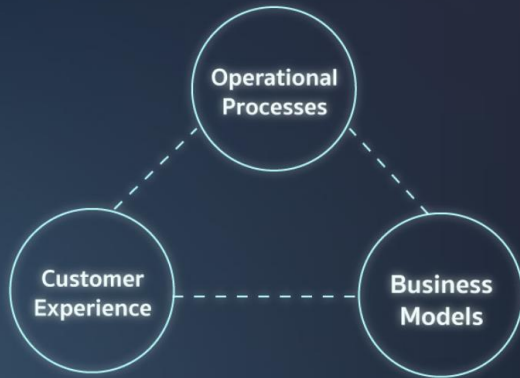 Operational
Processes
Customer
Experience
Business
Models